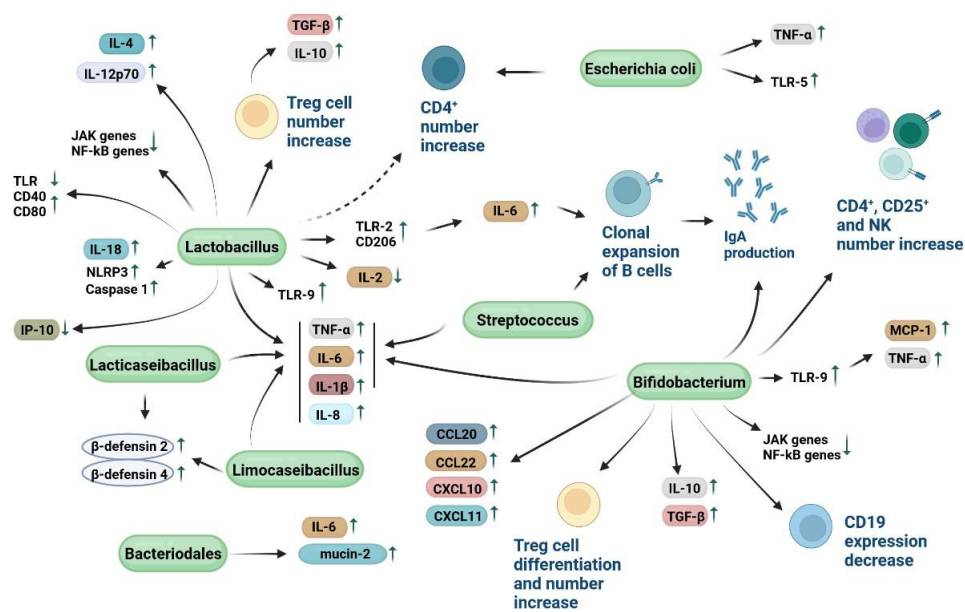 IL-4 ↑
IL-12p70 ↑
TGF-β ↑
IL-10 ↑
Treg cell
number
increase
CD4⁺
number
increase
Escherichia coli
TNF-α ↑
TLR-5 ↑
JAK genes
NF-kB genes ↓
TLR ↓
CD40
CD80 ↑
Lactobacillus
IL-18 ↑
NLRP3 ↑
Caspase 1 ↑
IP-10 ↓
TLR-2
CD206 ↑
IL-6 ↑
IL-2 ↓
TLR-9 ↑
Clonal
expansion
of B cells
IgA
production
CD4⁺, CD25⁺
and NK
number increase
Streptococcus
TNF-α ↑
IL-6 ↑
IL-1β ↑
IL-8 ↑
Lacticaseibacillus
β-defensin 2 ↑
β-defensin 4 ↑
Limocaseibacillus
Bacteriodales
IL-6 ↑
mucin-2 ↑
Bifidobacterium
TLR-9 ↑
MCP-1 ↑
TNF-α ↑
JAK genes
NF-kB genes ↓
CCL20 ↑
CCL22 ↑
CXCL10 ↑
CXCL11 ↑
Treg cell
differentiation
and number
increase
IL-10 ↑
TGF-β ↑
CD19
expression
decrease